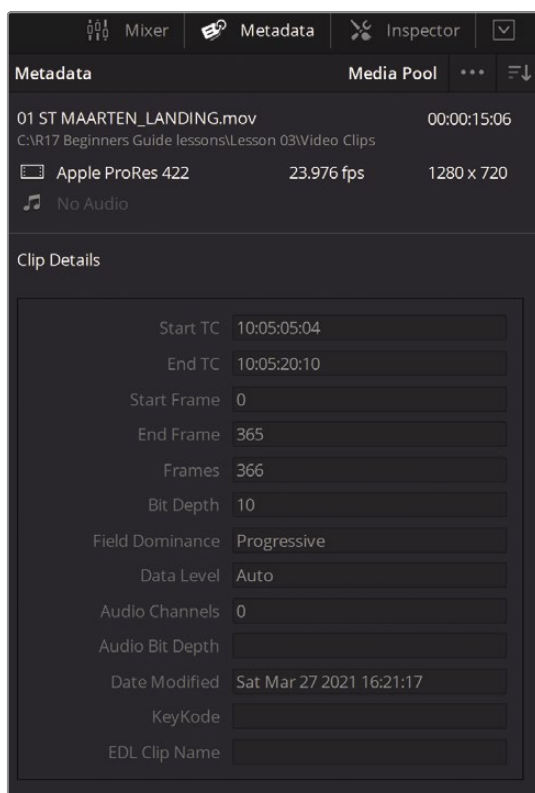 Mixer Metadata Inspector
Metadata Media Pool •••
01 ST MAARTEN_LANDING.mov 00:00:15:06
C:\R17 Beginners Guide lessons\Lesson 03\Video Clips
Apple ProRes 422 23.976 fps 1280 x 720
No Audio
Clip Details
Start TC 10:05:05:04
End TC 10:05:20:10
Start Frame 0
End Frame 365
Frames 366
Bit Depth 10
Field Dominance Progressive
Data Level Auto
Audio Channels 0
Audio Bit Depth
Date Modified Sat Mar 27 2021 16:21:17
KeyKode
EDL Clip Name